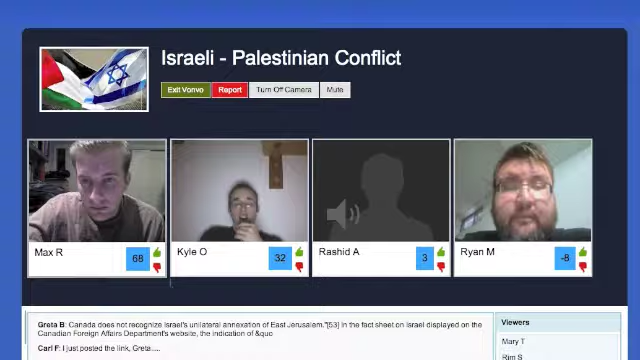 Israeli - Palestinian Conflict
Exit Vonvo Report Turn Off Camera Mute
Max R 68
Kyle O 32
Rashid A 3
Ryan M -8
Greta B: Canada does not recognize Israel's unilateral annexation of East Jerusalem."[53] In the fact sheet on Israel displayed on the
Canadian Foreign Affairs Department's website, the indication of &quo
Carl F: I just posted the link, Greta....
Viewers
Mary T
Rim S